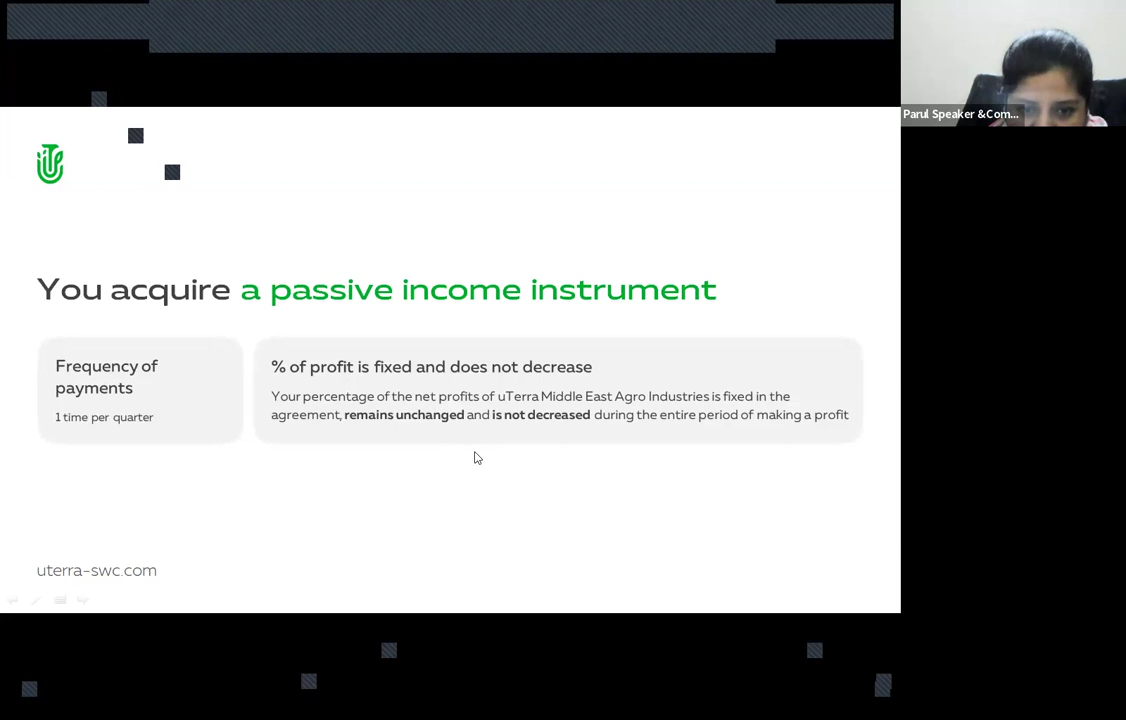 Parul Speaker &Com...
You acquire a passive income instrument
Frequency of
payments
1 time per quarter
% of profit is fixed and does not decrease
Your percentage of the net profits of uTerra Middle East Agro Industries is fixed in the
agreement, remains unchanged and is not decreased during the entire period of making a profit
uterra-swc.com